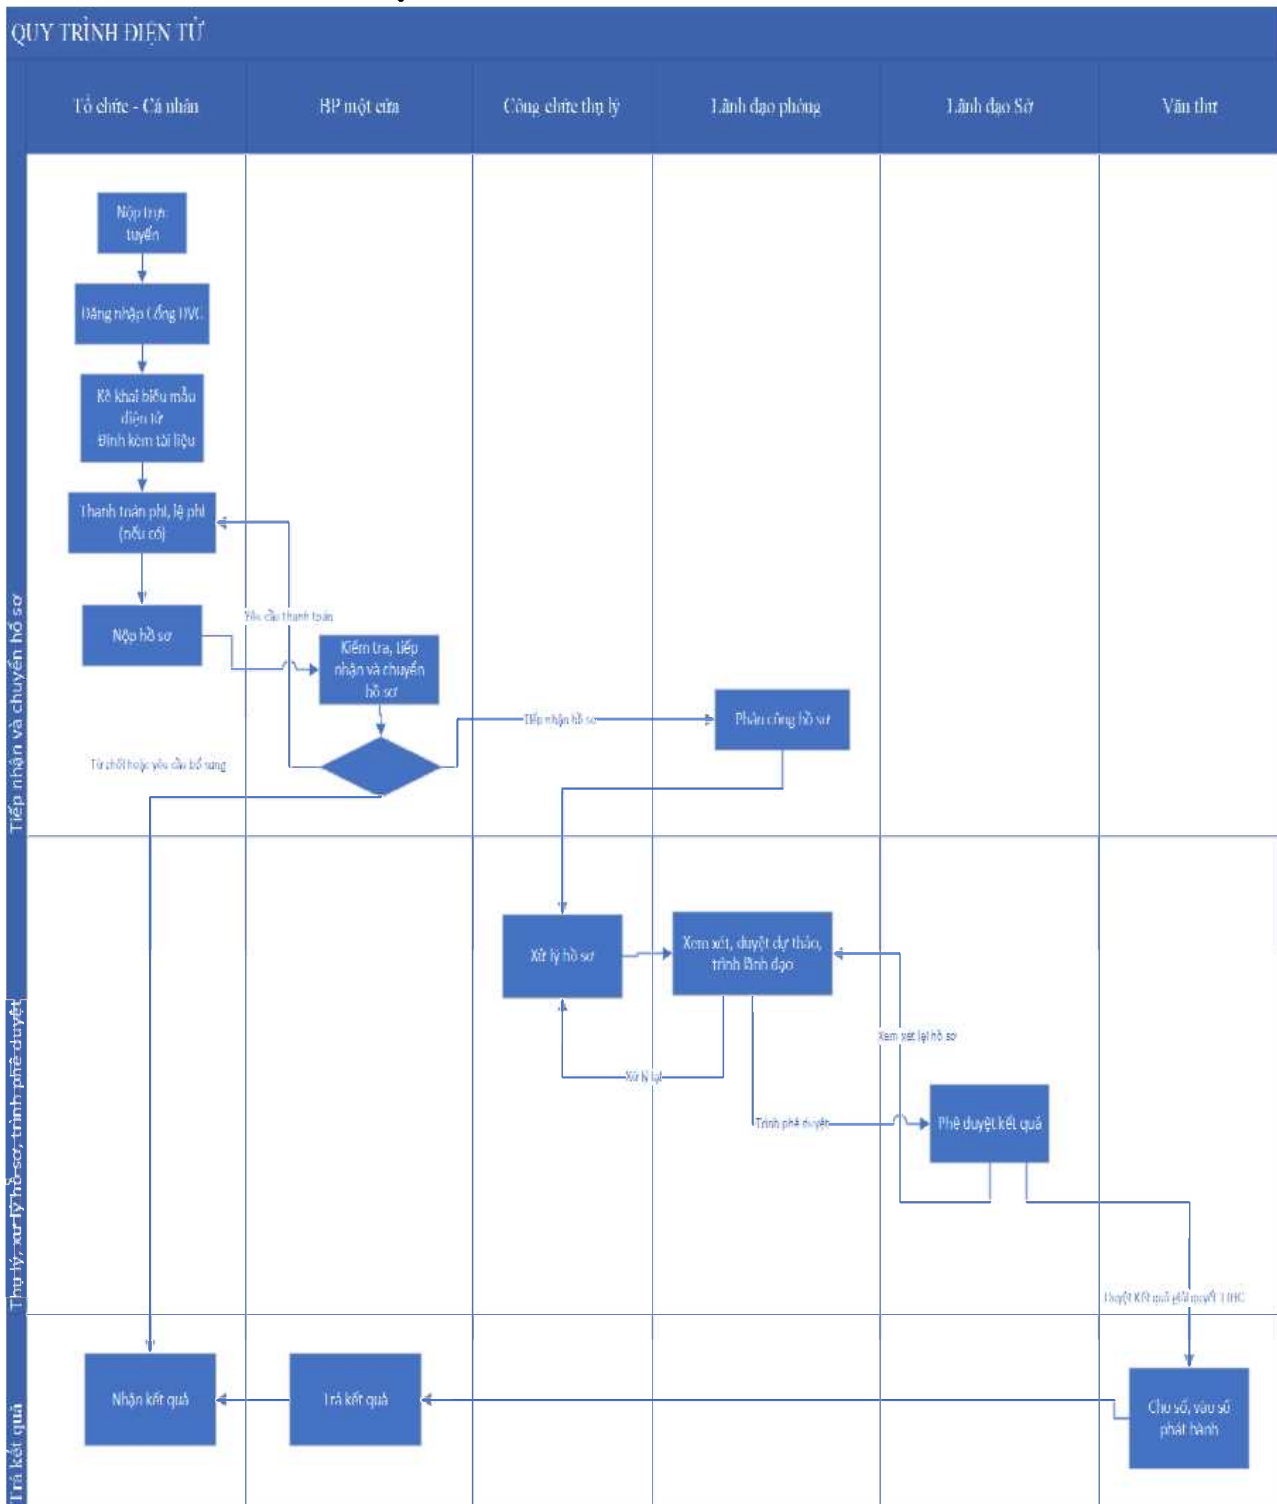 QUY TRÌNH ĐIỆN TỬ
Tổ chức - Cá nhân
BP một cửa
Công chức thụ lý
Lãnh đạo phòng
Lãnh đạo Sở
Văn thư
Tiếp nhận và chuyển hồ sơ
Nộp trực
tuyến
Đăng nhập Cổng DVC
Kê khai biểu mẫu
điện tử
Đính kèm tài liệu
Thanh toán phí, lệ phí
(nếu có)
Yêu cầu thanh toán
Nộp hồ sơ
Kiểm tra, tiếp
nhận và chuyển
hồ sơ
Tiếp nhận hồ sơ
Phân công hồ sơ
Từ chối hoặc yêu cầu bổ sung
Thụ lý, xử lý hồ sơ, trình phê duyệt
Xử lý hồ sơ
Xem xét, duyệt dự thảo,
trình lãnh đạo
Xem xét lại hồ sơ
Xử lý lại
Trình phê duyệt
Phê duyệt kết quả
Duyệt Kết quả giải quyết TTHC
Trả kết quả
Nhận kết quả
Trả kết quả
Cho số, vào số
phát hành